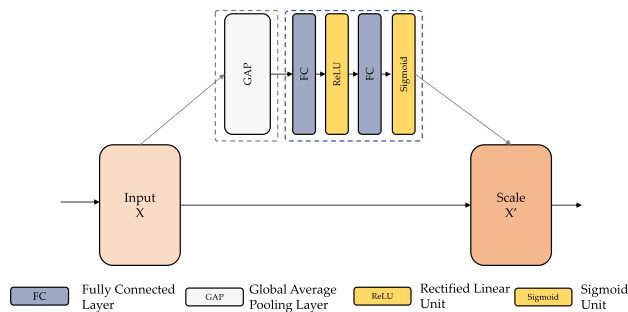 GAP
FC
ReLU
FC
Sigmoid
Input
X
Scale
X′
FC
Fully Connected
Layer
GAP
Global Average
Pooling Layer
ReLU
Rectified Linear
Unit
Sigmoid
Sigmoid
Unit